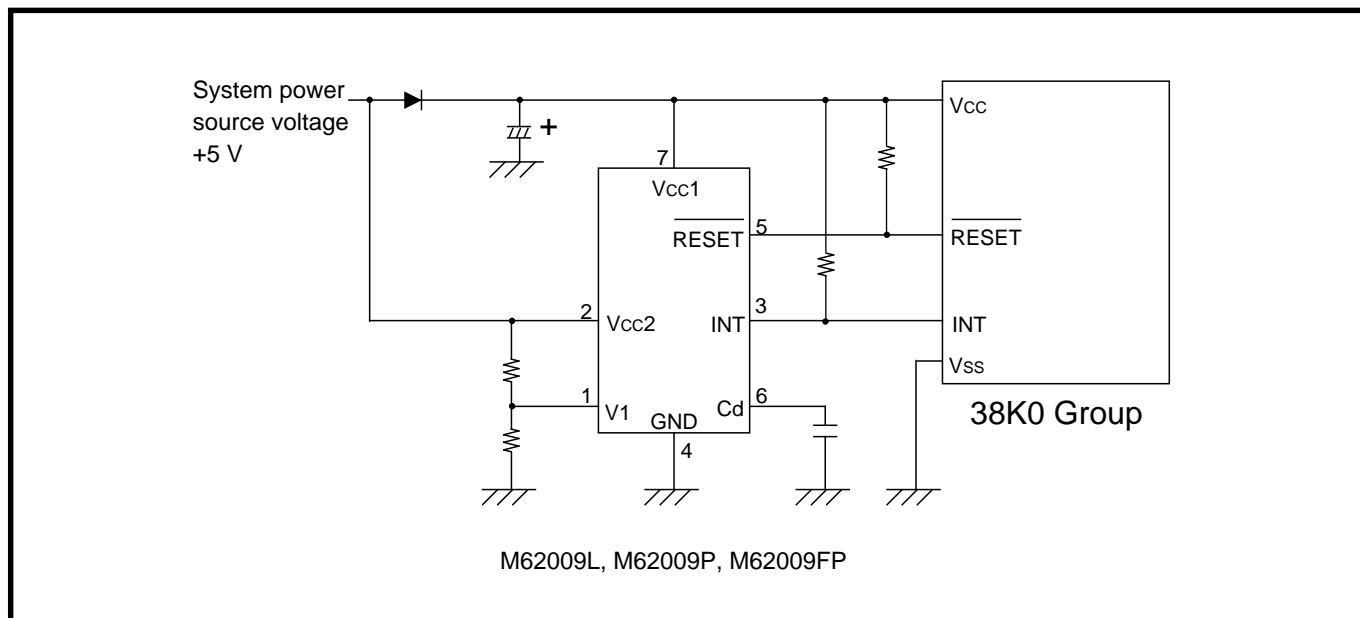 System power
source voltage
+5 V
+
7
VCC1
RESET
5
2
VCC2
INT
3
1
V1
Cd
6
GND
4
VCC
RESET
INT
VSS
38K0 Group
M62009L, M62009P, M62009FP